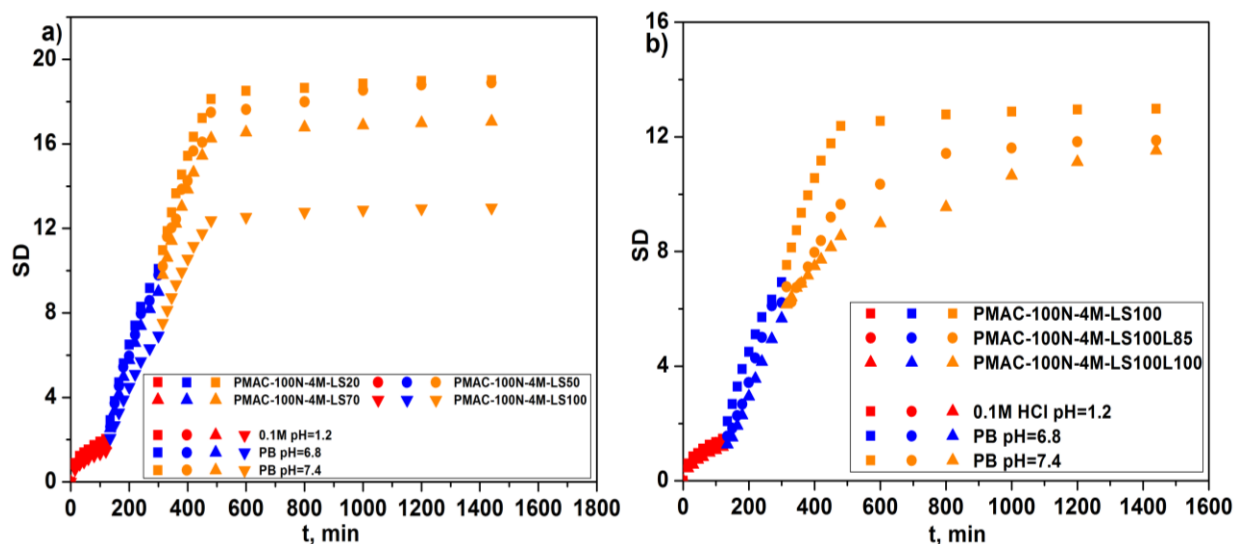 a)
20
16
12
8
4
0
SD
0 200 400 600 800 1000 1200 1400 1600 1800
t, min
PMAC-100N-4M-LS20 PMAC-100N-4M-LS50
PMAC-100N-4M-LS70 PMAC-100N-4M-LS100
0.1M pH=1.2
PB pH=6.8
PB pH=7.4
b)
16
12
8
4
0
SD
0 200 400 600 800 1000 1200 1400 1600
t, min
PMAC-100N-4M-LS100
PMAC-100N-4M-LS100L85
PMAC-100N-4M-LS100L100
0.1M HCl pH=1.2
PB pH=6.8
PB pH=7.4